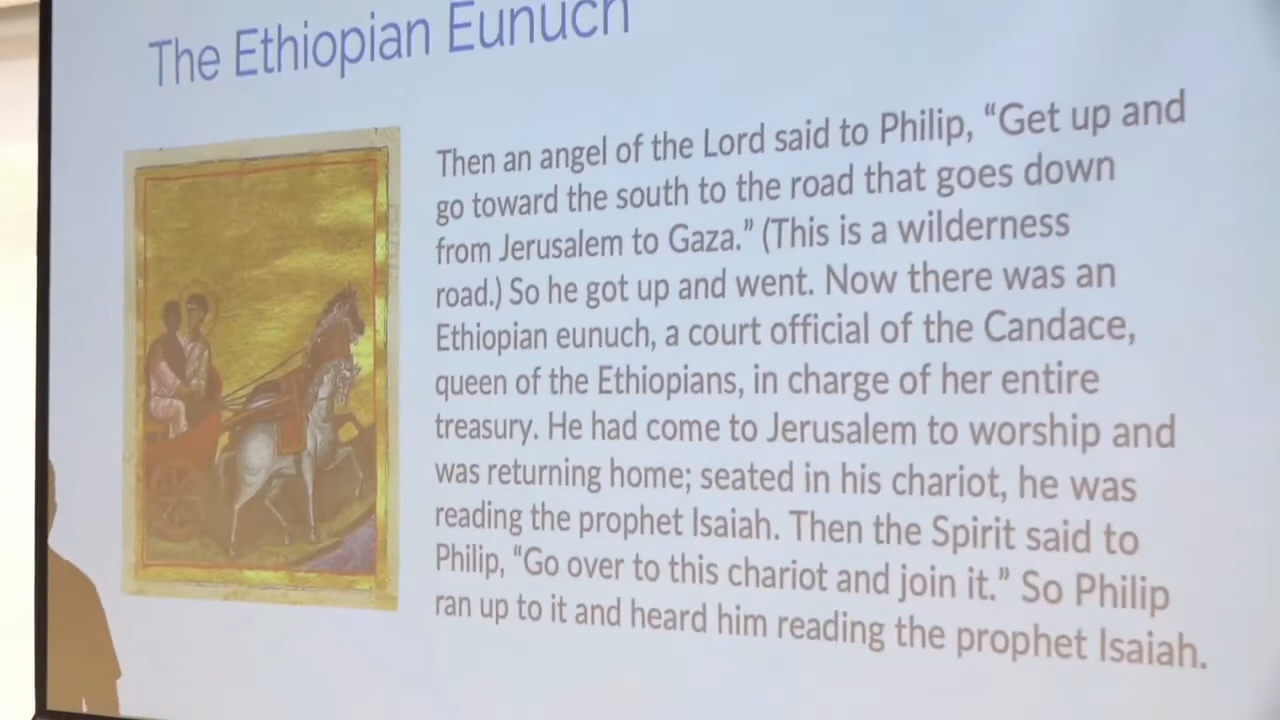 The Ethiopian Eunuch
Then an angel of the Lord said to Philip, “Get up and
go toward the south to the road that goes down
from Jerusalem to Gaza.” (This is a wilderness
road.) So he got up and went. Now there was an
Ethiopian eunuch, a court official of the Candace,
queen of the Ethiopians, in charge of her entire
treasury. He had come to Jerusalem to worship and
was returning home; seated in his chariot, he was
reading the prophet Isaiah. Then the Spirit said to
Philip, “Go over to this chariot and join it.” So Philip
ran up to it and heard him reading the prophet Isaiah.